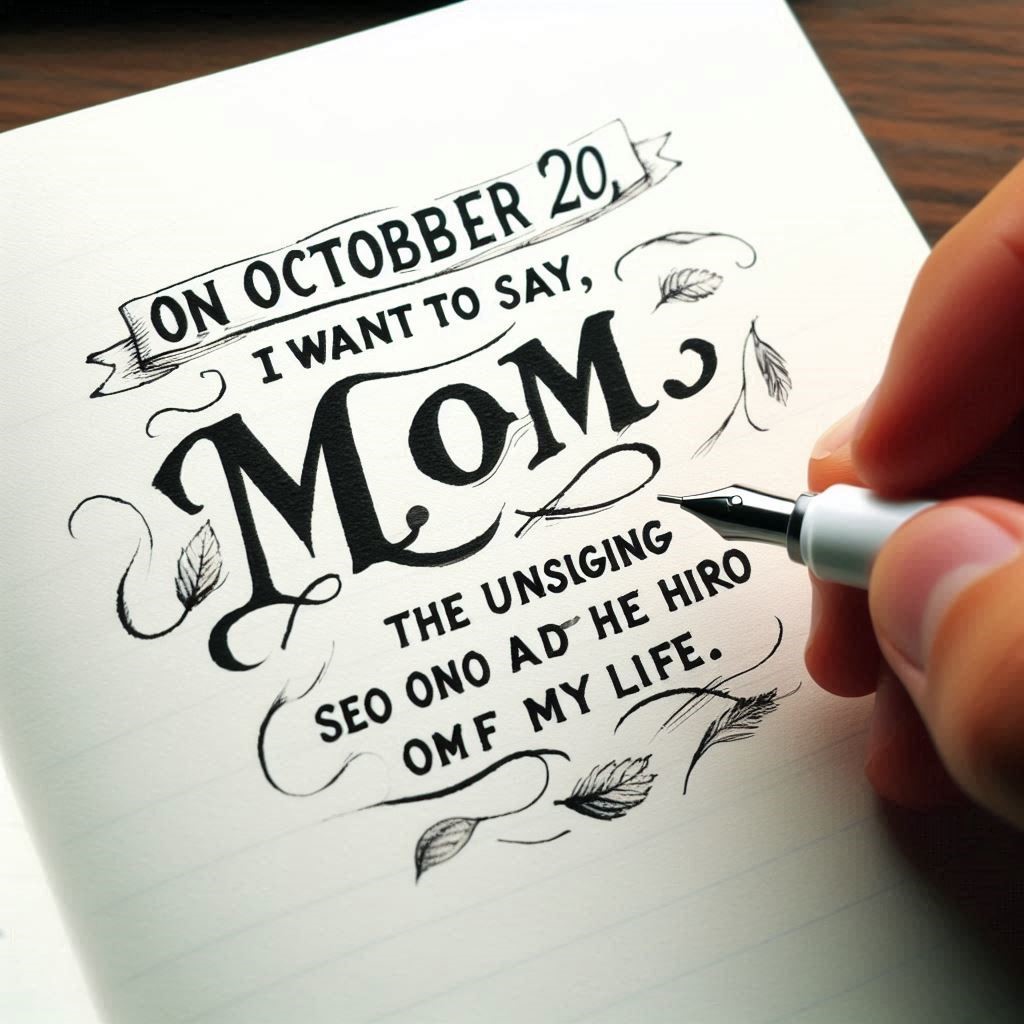 ON OCTOBBER 20,
I WANT TO SAY,
MOM
THE UNSIGING
SEO ONO AD HE HIRO
OMF MY LIFE.